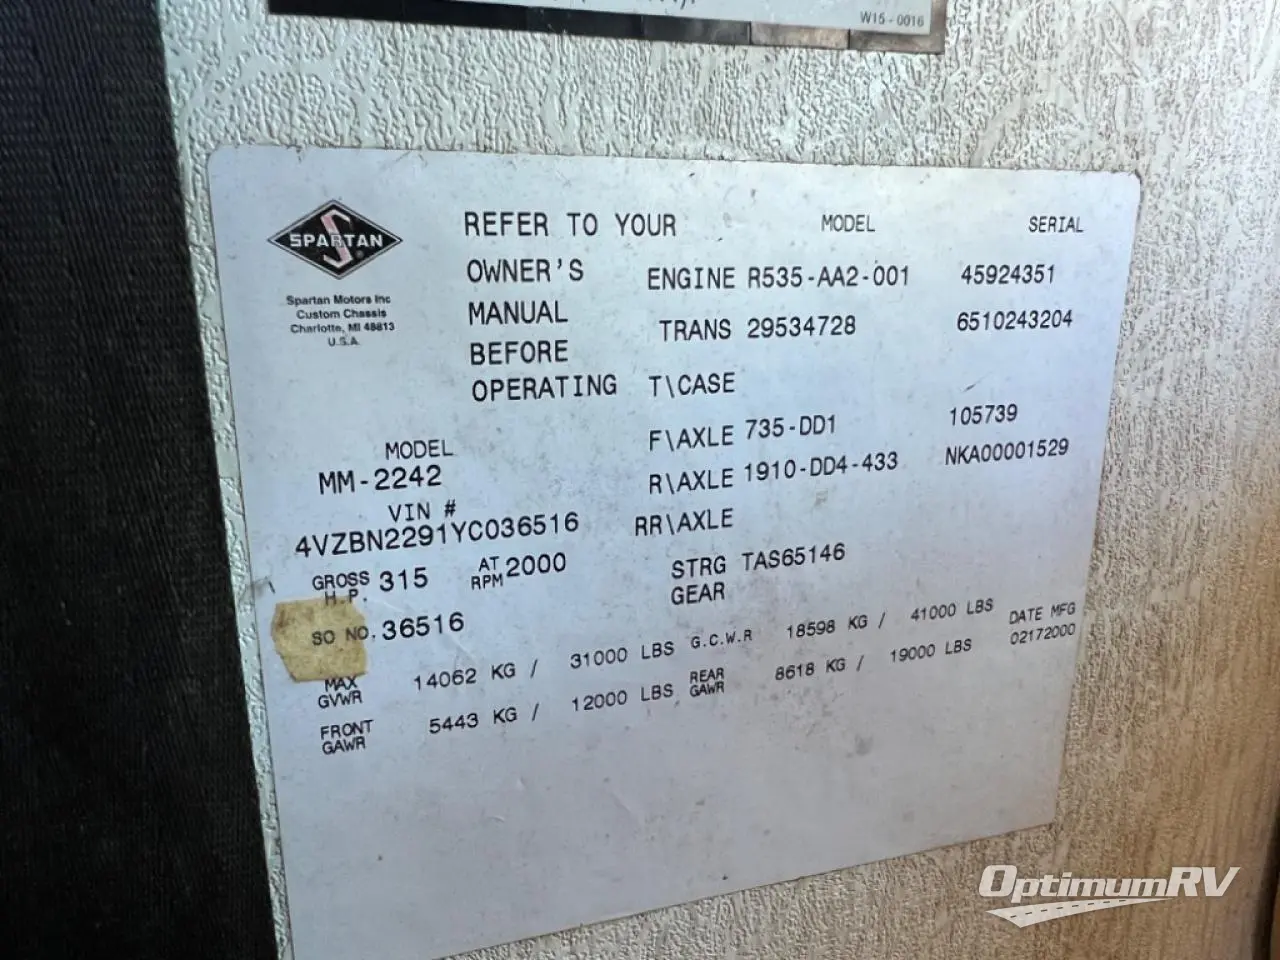 W15 - 0016
SPARTAN
®
Spartan Motors Inc
Custom Chassis
Charlotte, MI 48813
U.S.A.
REFER TO YOUR
OWNER'S
MANUAL
BEFORE
OPERATING
MODEL SERIAL
ENGINE R535-AA2-001 45924351
TRANS 29534728 6510243204
T\CASE
F\AXLE 735-DD1 105739
R\AXLE 1910-DD4-433 NKA00001529
RR\AXLE
STRG TAS65146
GEAR
MODEL
MM-2242
VIN #
4VZBN2291YC036516
GROSS H.P. 315 AT RPM 2000
SO NO. 36516
MAX GVWR 14062 KG / 31000 LBS G.C.W.R 18598 KG / 41000 LBS DATE MFG
FRONT GAWR 5443 KG / 12000 LBS REAR GAWR 8618 KG / 19000 LBS 02172000
OptimumRV